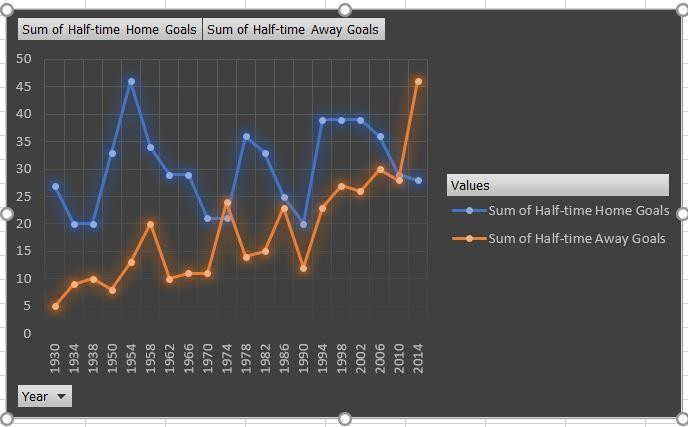 Sum of Half-time Home Goals Sum of Half-time Away Goals
50
45
40
35
30
25
20
15
10
5
0
1930 1934 1938 1950 1954 1958 1962 1966 1970 1974 1978 1982 1986 1990 1994 1998 2002 2006 2010 2014
Values
Sum of Half-time Home Goals
Sum of Half-time Away Goals
Year